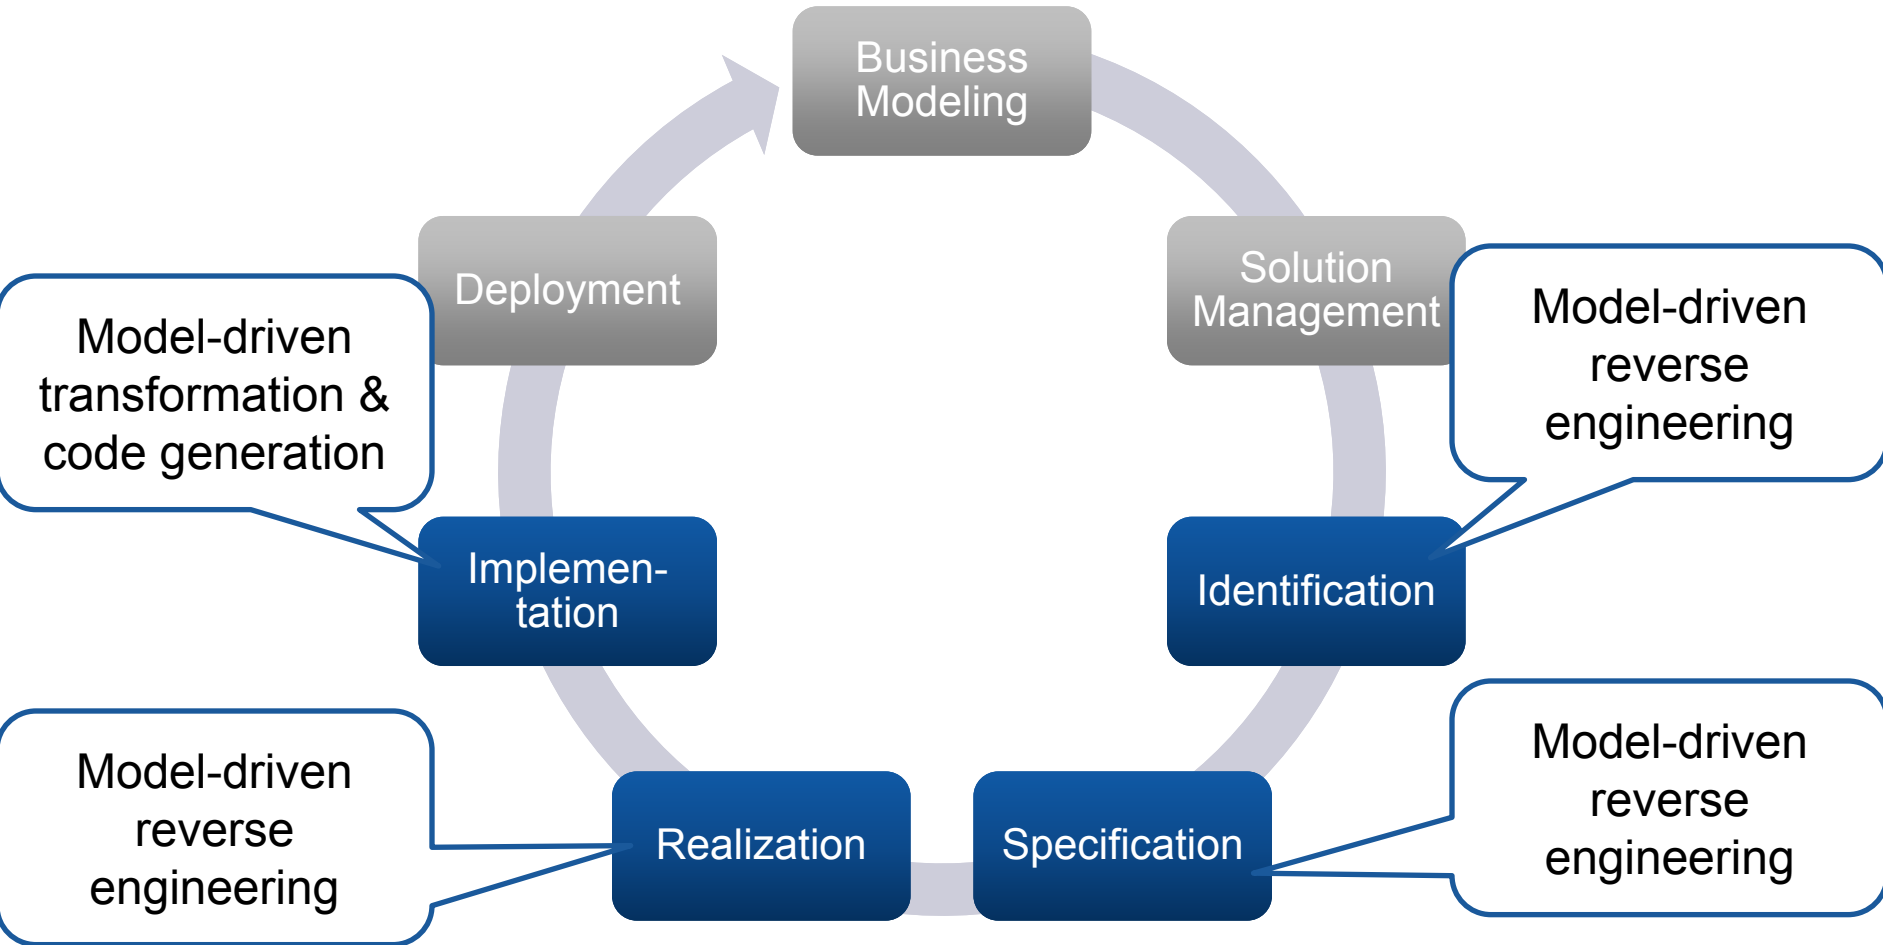 Business
Modeling
Solution
Management
Deployment
Model-driven
transformation &
code generation
Model-driven
reverse
engineering
Implemen-
tation
Identification
Model-driven
reverse
engineering
Realization
Specification
Model-driven
reverse
engineering